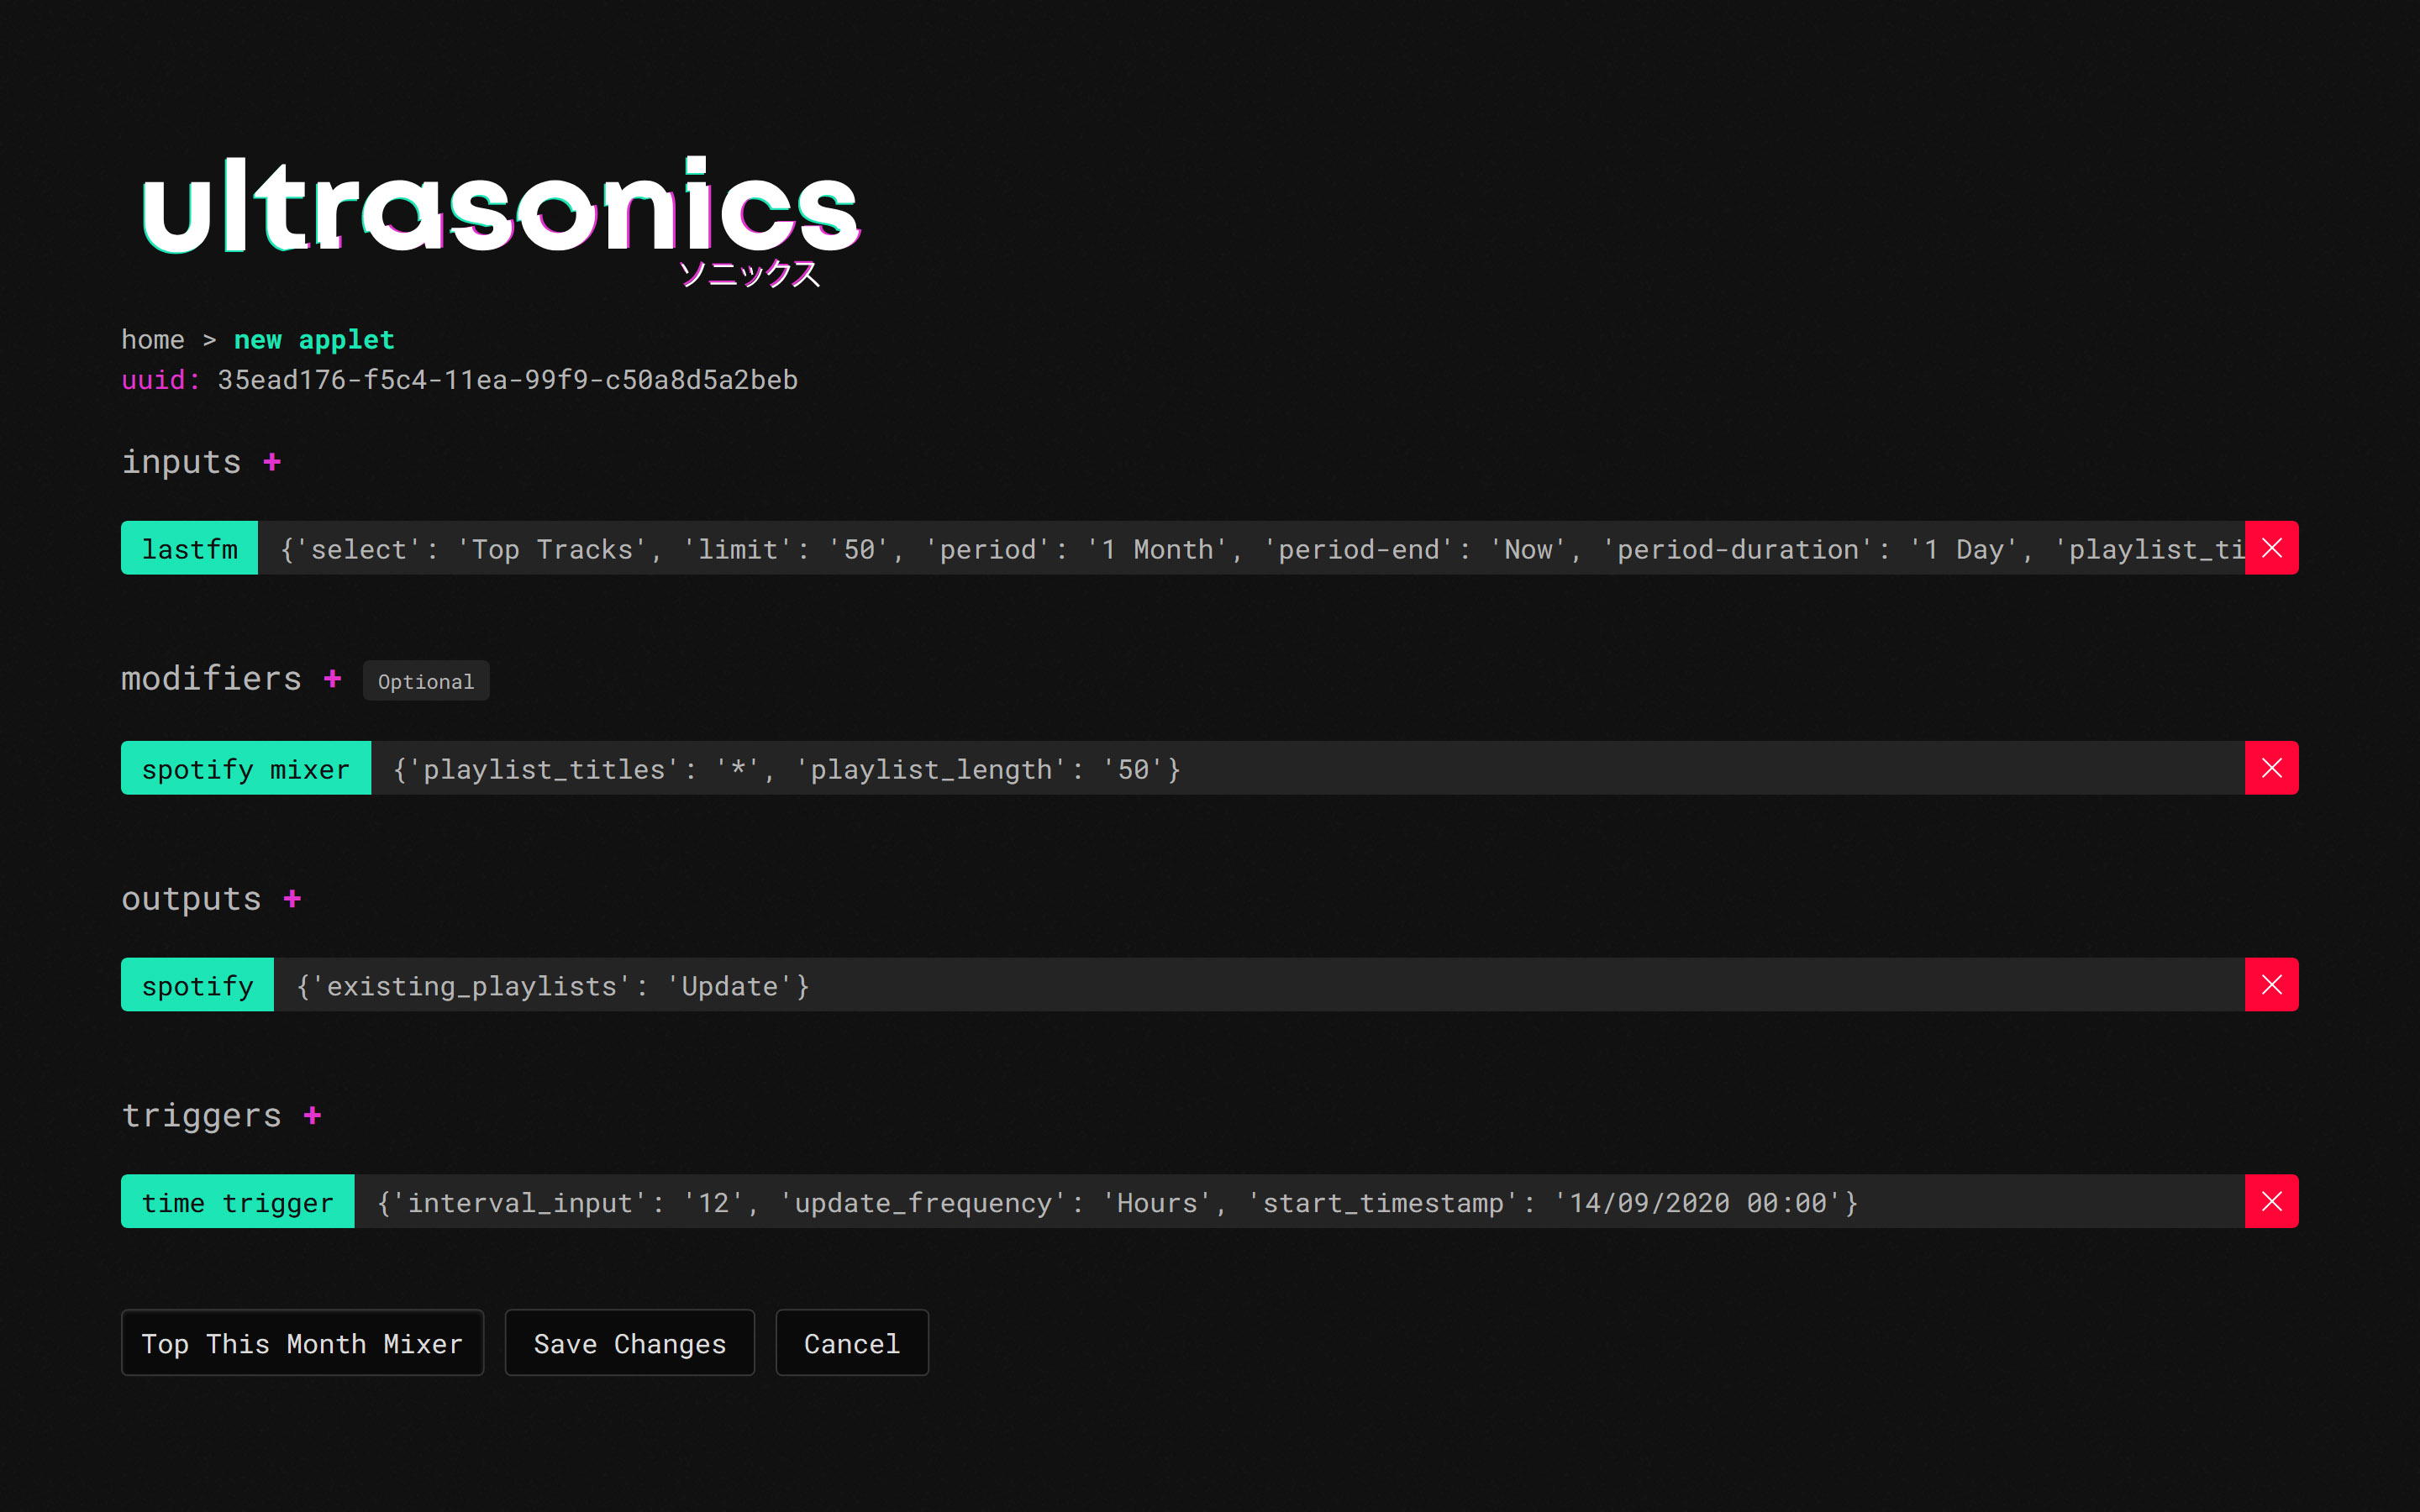 ultrasonics
ソニックス
home > new applet
uuid: 35ead176-f5c4-11ea-99f9-c50a8d5a2beb
inputs +
lastfm {'select': 'Top Tracks', 'limit': '50', 'period': '1 Month', 'period-end': 'Now', 'period-duration': '1 Day', 'playlist_ti
modifiers + Optional
spotify mixer {'playlist_titles': '*', 'playlist_length': '50'}
outputs +
spotify {'existing_playlists': 'Update'}
triggers +
time trigger {'interval_input': '12', 'update_frequency': 'Hours', 'start_timestamp': '14/09/2020 00:00'}
Top This Month Mixer Save Changes Cancel